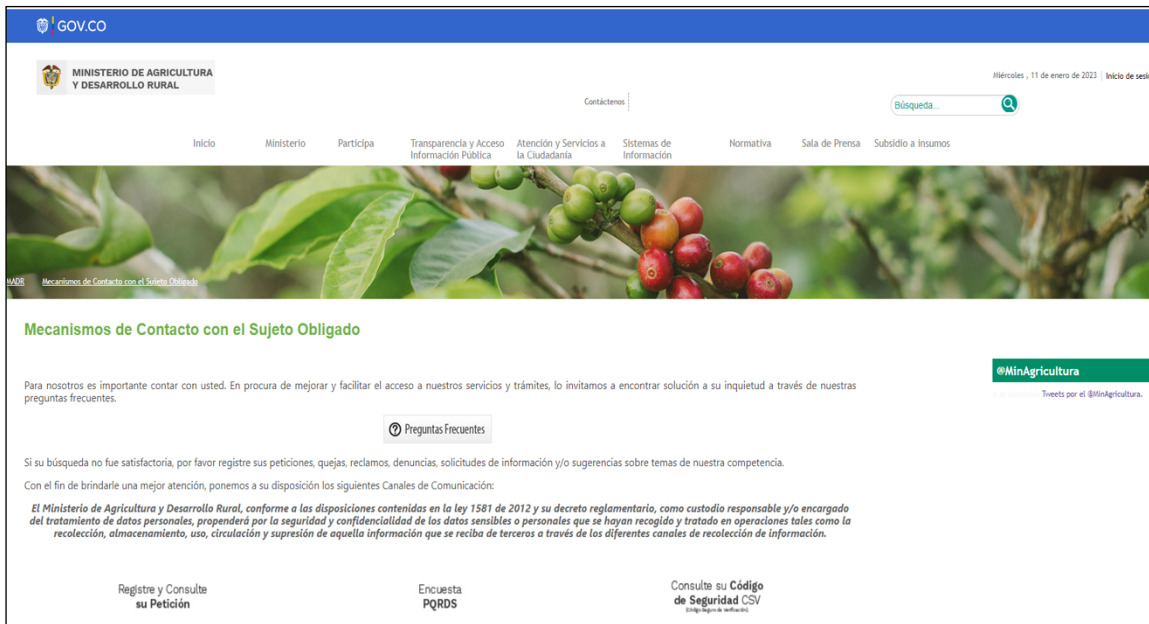 GOV.CO
MINISTERIO DE AGRICULTURA
Y DESARROLLO RURAL
Miércoles , 11 de enero de 2023 | Inicio de sesi
Contáctenos
Búsqueda...
Inicio
Ministerio
Participa
Transparencia y Acceso
Información Pública
Atención y Servicios a
la Ciudadanía
Sistemas de
Información
Normativa
Sala de Prensa
Subsidio a insumos
MADR
Mecanismos de Contacto con el Sujeto Obligado
Mecanismos de Contacto con el Sujeto Obligado
Para nosotros es importante contar con usted. En procura de mejorar y facilitar el acceso a nuestros servicios y trámites, lo invitamos a encontrar solución a su inquietud a través de nuestras
preguntas frecuentes.
@MinAgricultura
Tweets por el @MinAgricultura.
Preguntas Frecuentes
Si su búsqueda no fue satisfactoria, por favor registre sus peticiones, quejas, reclamos, denuncias, solicitudes de información y/o sugerencias sobre temas de nuestra competencia.
Con el fin de brindarle una mejor atención, ponemos a su disposición los siguientes Canales de Comunicación:
El Ministerio de Agricultura y Desarrollo Rural, conforme a las disposiciones contenidas en la ley 1581 de 2012 y su decreto reglamentario, como custodio responsable y/o encargado
del tratamiento de datos personales, propenderá por la seguridad y confidencialidad de los datos sensibles o personales que se hayan recogido y tratado en operaciones tales como la
recolección, almacenamiento, uso, circulación y supresión de aquella información que se reciba de terceros a través de los diferentes canales de recolección de información.
Registre y Consulte
su Petición
Encuesta
PQRDS
Consulte su Código
de Seguridad CSV
(Código Seguro de Verificación)